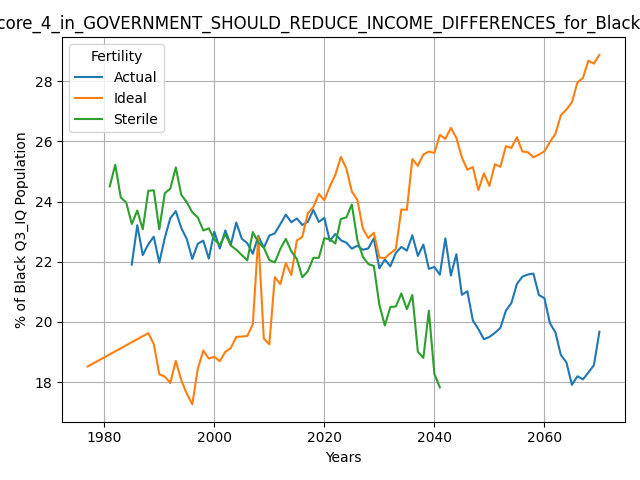 core_4_in_GOVERNMENT_SHOULD_REDUCE_INCOME_DIFFERENCES_for_Black
Fertility
Actual
Ideal
Sterile
% of Black Q3_IQ Population
28
26
24
22
20
18
1980 2000 2020 2040 2060
Years